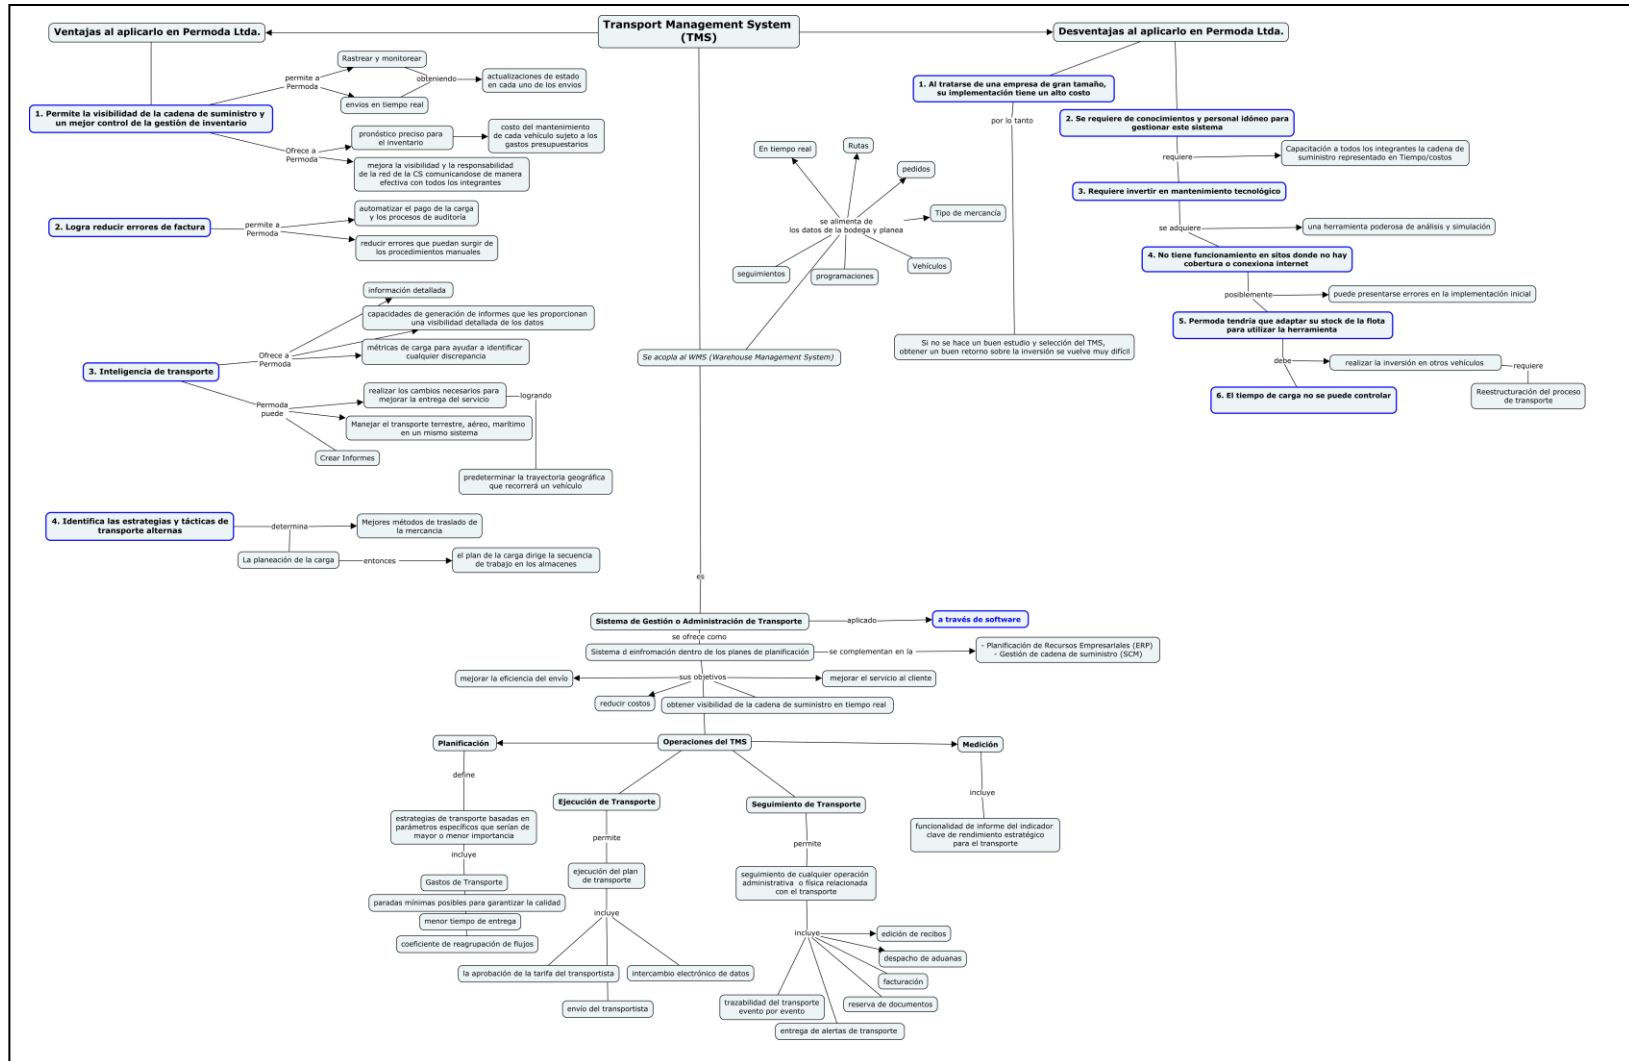 Transport Management System
(TMS)
Ventajas al aplicarlo en Permoda Ltda.
Rastrear y monitorear
permite a
Permoda
obteniendo
actualizaciones de estado
en cada uno de los envios
envios en tiempo real
1. Permite la visibilidad de la cadena de suministro y
un mejor control de la gestión de inventario
Ofrece a
Permoda
pronóstico preciso para
el inventario
costo del mantenimiento
de cada vehículo sujeto a los
gastos presupuestarios
mejora la visibilidad y la responsabilidad
de la red de la CS comunicandose de manera
efectiva con todos los integrantes
2. Logra reducir errores de factura
permite a
Permoda
automatizar el pago de la carga
y los procesos de auditoría
reducir errores que puedan surgir de
los procedimientos manuales
3. Inteligencia de transporte
Ofrece a
Permoda
información detallada
capacidades de generación de informes que les proporcionan
una visibilidad detallada de los datos
métricas de carga para ayudar a identificar
cualquier discrepancia
Permoda
puede
realizar los cambios necesarios para
mejorar la entrega del servicio
logrando
Manejar el transporte terrestre, aéreo, marítimo
en un mismo sistema
Crear Informes
predeterminar la trayectoria geográfica
que recorrerá un vehículo
4. Identifica las estrategias y tácticas de
transporte alternas
determina
Mejores métodos de traslado de
la mercancia
La planeación de la carga
entonces
el plan de la carga dirige la secuencia
de trabajo en los almacenes
En tiempo real
Rutas
pedidos
Tipo de mercancía
se alimenta de
los datos de la bodega y planea
Vehículos
programaciones
seguimientos
Se acopla al WMS (Warehouse Management System)
Desventajas al aplicarlo en Permoda Ltda.
1. Al tratarse de una empresa de gran tamaño,
su implementación tiene un alto costo
por lo tanto
Si no se hace un buen estudio y selección del TMS,
obtener un buen retorno sobre la inversión se vuelve muy difícil
2. Se requiere de conocimientos y personal idóneo para
gestionar este sistema
requiere
Capacitación a todos los integrantes la cadena de
suministro representado en Tiempo/costos
3. Requiere invertir en mantenimiento tecnológico
se adquiere
una herramienta poderosa de análisis y simulación
4. No tiene funcionamiento en sitos donde no hay
cobertura o conexiona internet
posiblemente
puede presentarse errores en la implementación inicial
5. Permoda tendría que adaptar su stock de la flota
para utilizar la herramienta
debe
realizar la inversión en otros vehículos
requiere
Reestructuración del proceso
de transporte
6. El tiempo de carga no se puede controlar
es
Sistema de Gestión o Administración de Transporte
aplicado
a través de software
se ofrece como
Sistema d einfromación dentro de los planes de planificación
se complementan en la
- Planificación de Recursos Empresariales (ERP)
- Gestión de cadena de suministro (SCM)
sus objetivos
mejorar la eficiencia del envío
mejorar el servicio al cliente
reducir costos
obtener visibilidad de la cadena de suministro en tiempo real
Planificación
Operaciones del TMS
Medición
define
estrategias de transporte basadas en
parámetros específicos que serían de
mayor o menor importancia
incluye
Gastos de Transporte
paradas mínimas posibles para garantizar la calidad
menor tiempo de entrega
coeficiente de reagrupación de flujos
Ejecución de Transporte
permite
ejecución del plan
de transporte
incluye
la aprobación de la tarifa del transportista
intercambio electrónico de datos
envío del transportista
Seguimiento de Transporte
permite
seguimiento de cualquier operación
administrativa o física relacionada
con el transporte
incluye
edición de recibos
despacho de aduanas
facturación
reserva de documentos
trazabilidad del transporte
evento por evento
entrega de alertas de transporte
incluye
funcionalidad de informe del indicador
clave de rendimiento estratégico
para el transporte